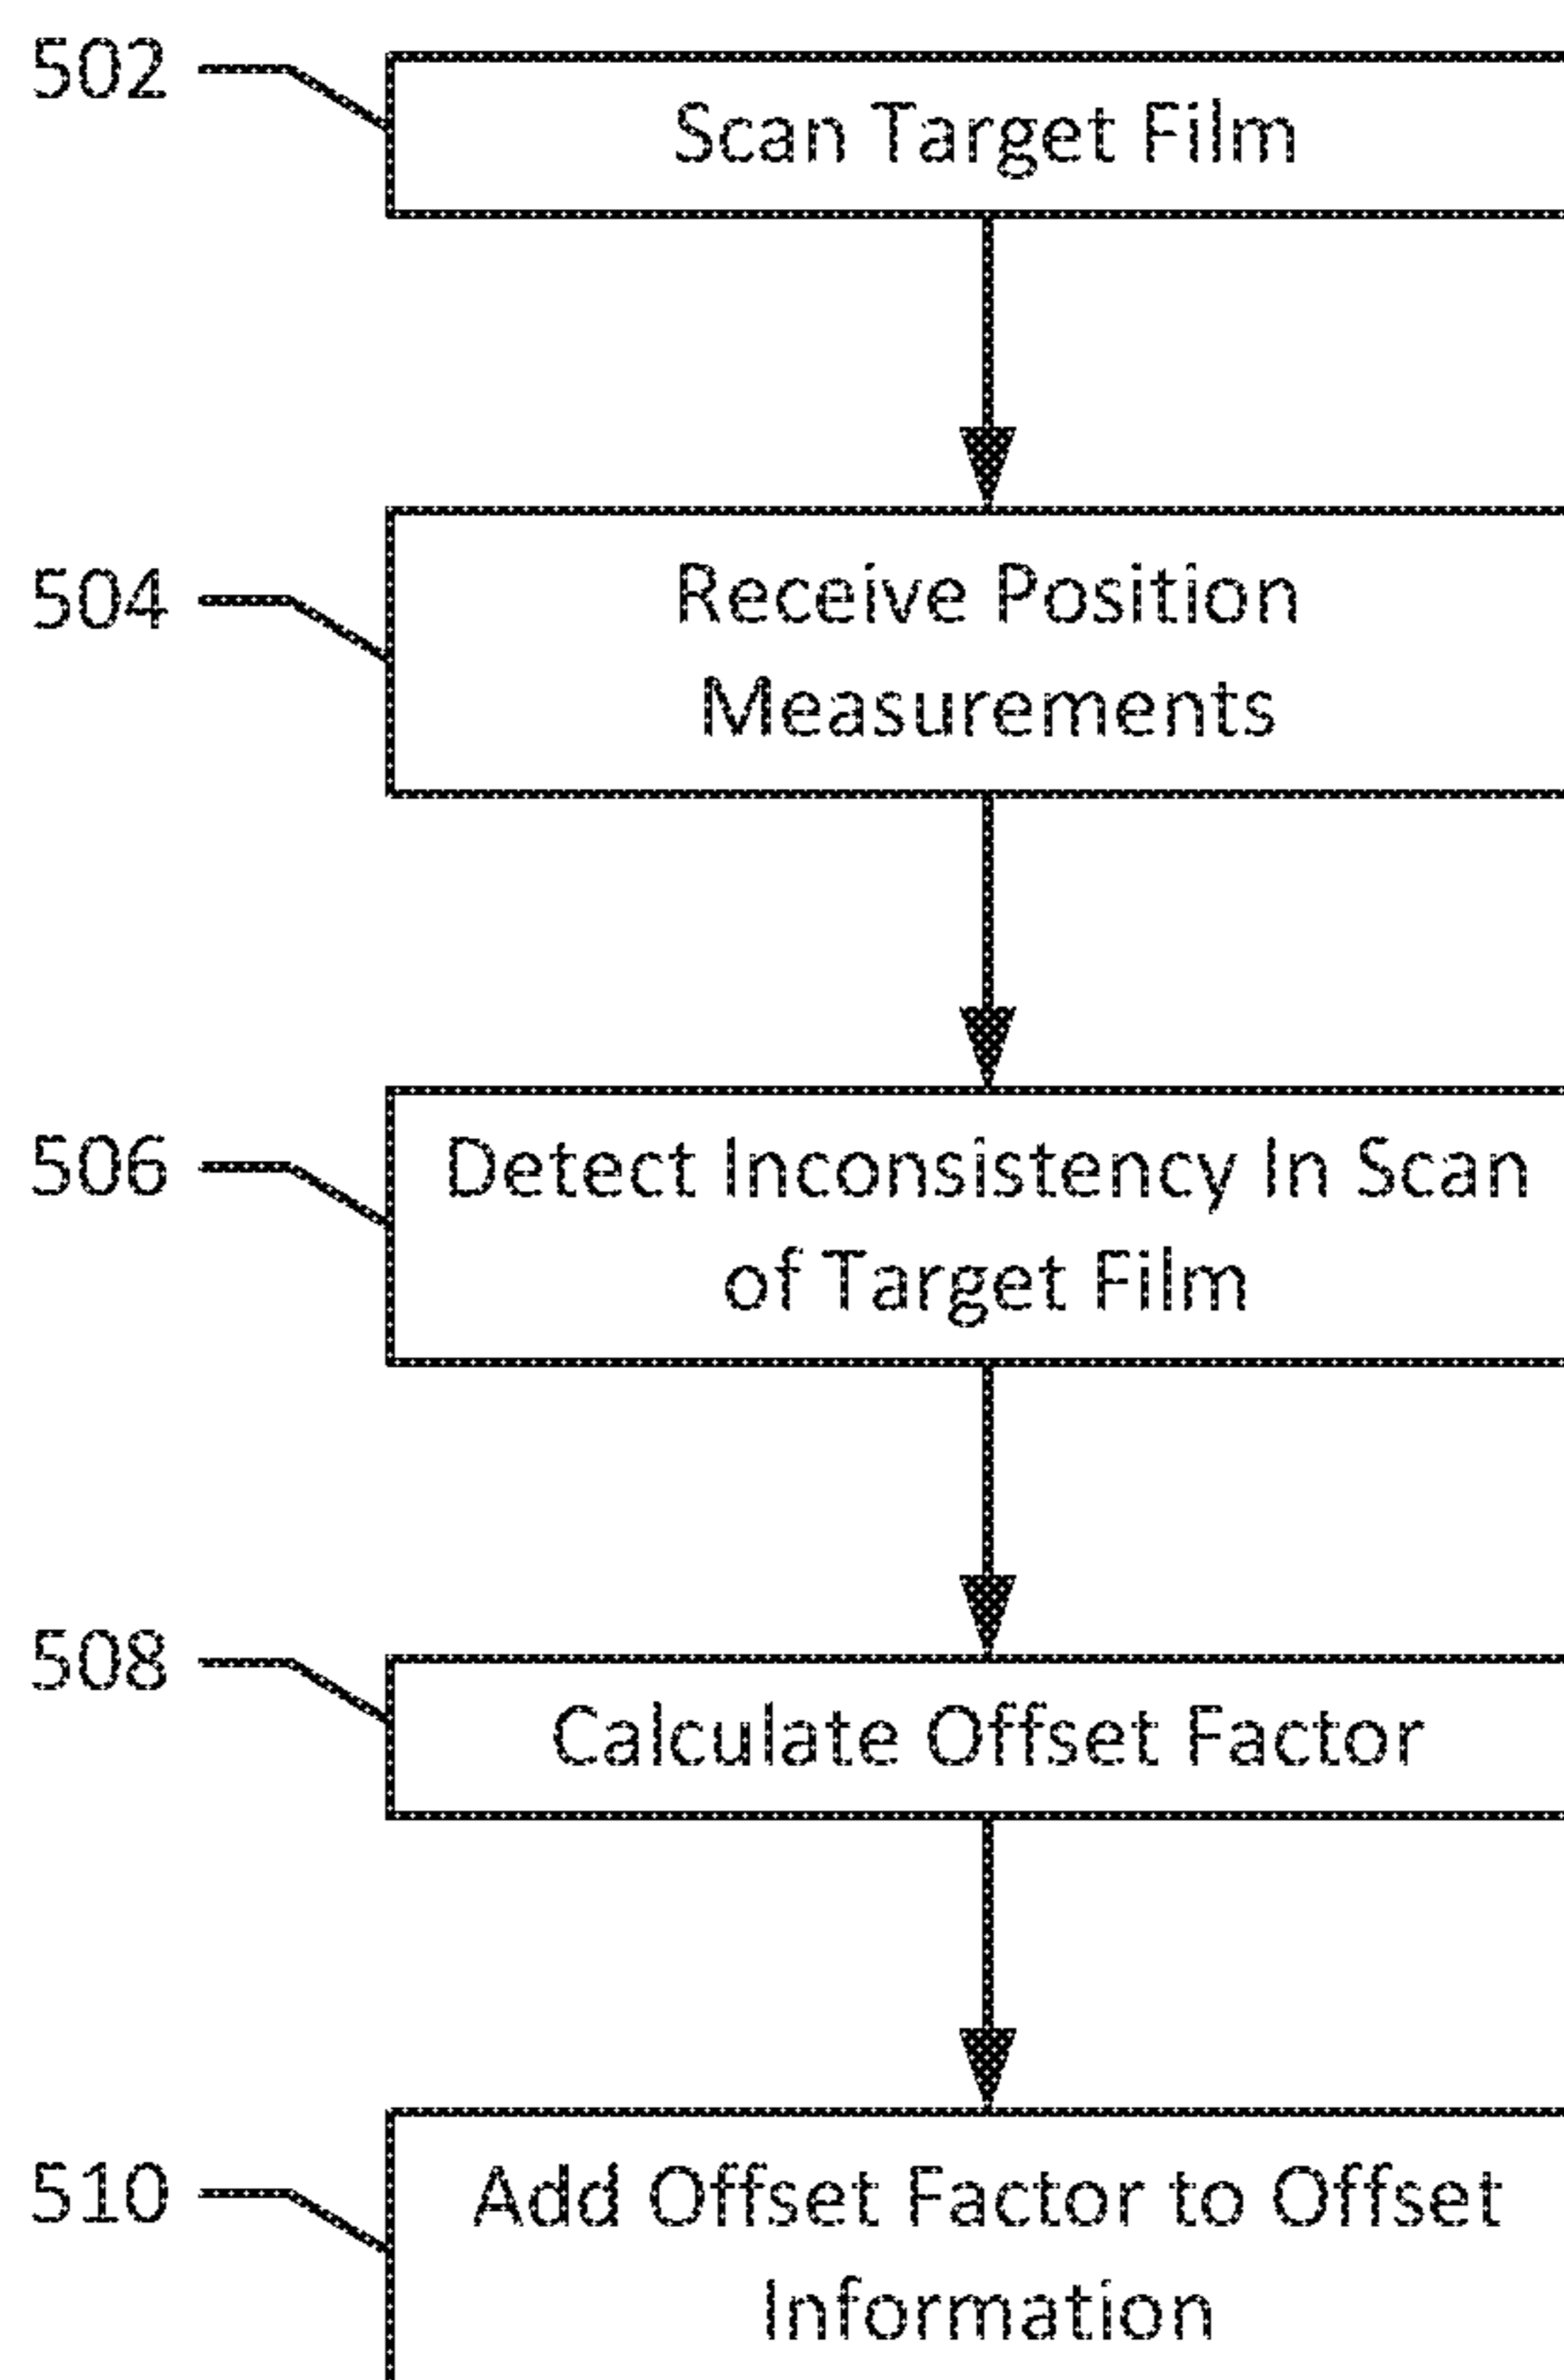 502
Scan Target Film
504
Receive Position
Measurements
506
Detect Inconsistency In Scan
of Target Film
508
Calculate Offset Factor
510
Add Offset Factor to Offset
Information